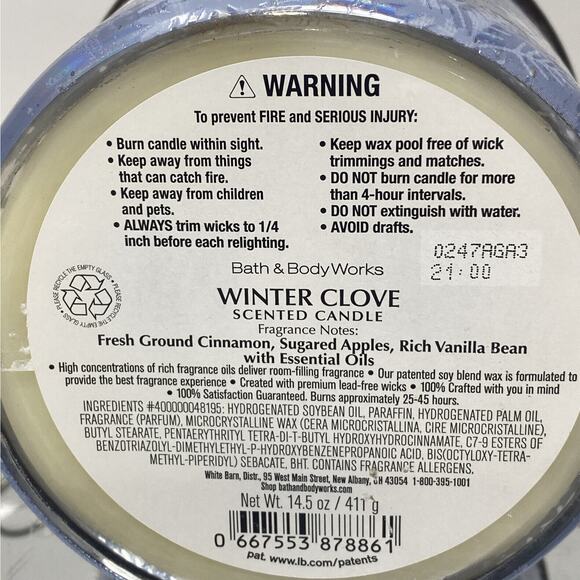 ⚠ WARNING
To prevent FIRE and SERIOUS INJURY:
• Burn candle within sight.
• Keep away from things
that can catch fire.
• Keep away from children
and pets.
• ALWAYS trim wicks to 1/4
inch before each relighting.
• Keep wax pool free of wick
trimmings and matches.
• DO NOT burn candle for more
than 4-hour intervals.
• DO NOT extinguish with water.
• AVOID drafts.
0247AGA3
21:00
• PLEASE RECYCLE THE EMPTY GLASS • PLEASE RECYCLE THE EMPTY GLASS
Bath & Body Works
WINTER CLOVE
SCENTED CANDLE
Fragrance Notes:
Fresh Ground Cinnamon, Sugared Apples, Rich Vanilla Bean
with Essential Oils
• High concentrations of rich fragrance oils deliver room-filling fragrance • Our patented soy blend wax is formulated to
provide the best fragrance experience • Created with premium lead-free wicks • 100% Crafted with you in mind
• 100% Satisfaction Guaranteed. Burns approximately 25-45 hours.
INGREDIENTS #400000048195: HYDROGENATED SOYBEAN OIL, PARAFFIN, HYDROGENATED PALM OIL,
FRAGRANCE (PARFUM), MICROCRYSTALLINE WAX (CERA MICROCRISTALLINA, CIRE MICROCRISTALLINE),
BUTYL STEARATE, PENTAERYTHRITYL TETRA-DI-T-BUTYL HYDROXYHYDROCINNAMATE, C7-9 ESTERS OF
BENZOTRIAZOLYL-DIMETHYLETHYL-P-HYDROXYBENZENEPROPANOIC ACID, BIS(OCTYLOXY-TETRA-
METHYL-PIPERIDYL) SEBACATE, BHT. CONTAINS FRAGRANCE ALLERGENS.
White Barn, Distr., 95 West Main Street, New Albany, OH 43054 1-800-395-1001
Shop bathandbodyworks.com
Net Wt. 14.5 oz / 411 g
0 667553 878861
pat. www.lb.com/patents